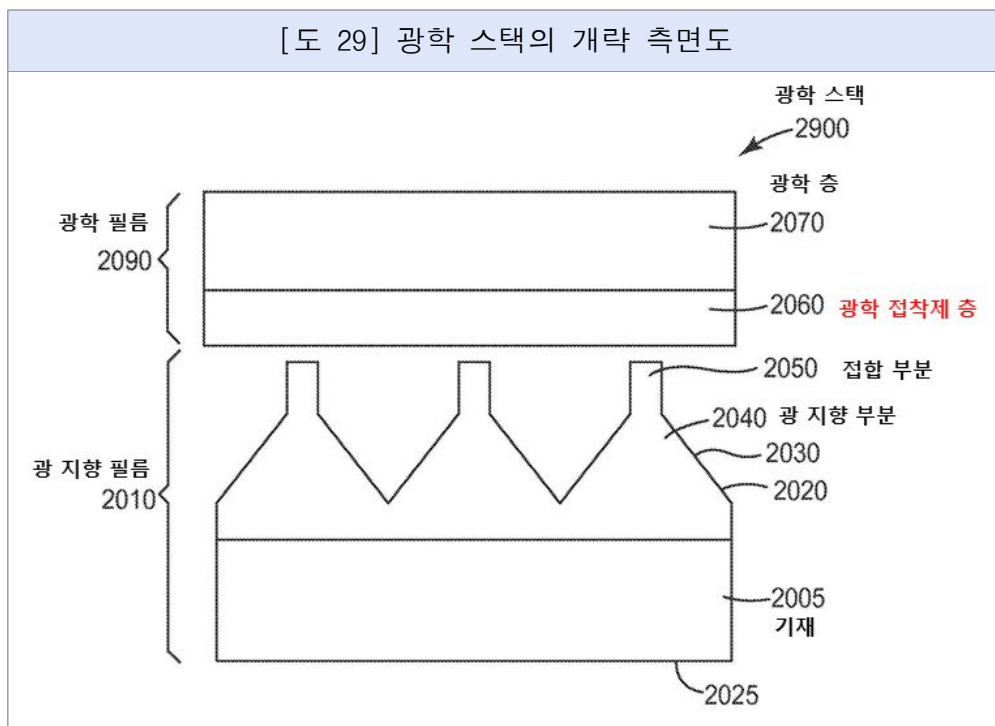 [도 29] 광학 스택의 개략 측면도
광학 스택
2900
광학 층
2070
광학 필름
2090
2060 광학 접착제 층
2050 접합 부분
2040 광 지향 부분
2030
2020
광 지향 필름
2010
2005
기재
2025